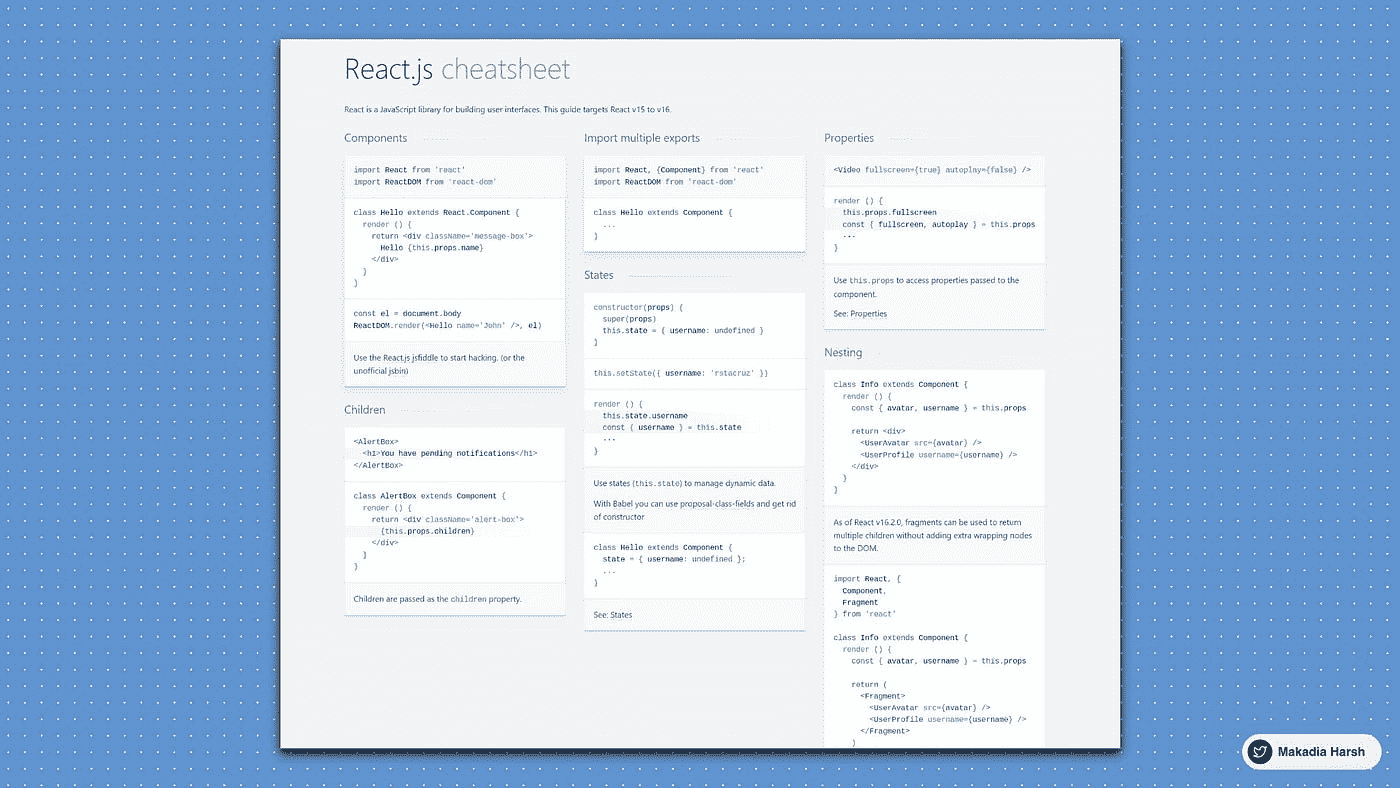 React.js cheatsheet
React is a JavaScript library for building user interfaces. This guide targets React v15 to v16.
Components
import React from 'react'
import ReactDOM from 'react-dom'
class Hello extends React.Component {
render () {
return <div className='message-box'>
Hello {this.props.name}
</div>
}
}
const el = document.body
ReactDOM.render(<Hello name='John' />, el)
Use the React.js jsfiddle to start hacking. (or the
unofficial jsbin)
Children
<AlertBox>
<h1>You have pending notifications</h1>
</AlertBox>
class AlertBox extends Component {
render () {
return <div className='alert-box'>
{this.props.children}
</div>
}
}
Children are passed as the children property.
Import multiple exports
import React, {Component} from 'react'
import ReactDOM from 'react-dom'
class Hello extends Component {
...
}
States
constructor(props) {
super(props)
this.state = { username: undefined }
}
this.setState({ username: 'rstacruz' })
render () {
this.state.username
const { username } = this.state
...
}
Use states (this.state) to manage dynamic data.
With Babel you can use proposal-class-fields and get rid
of constructor
class Hello extends Component {
state = { username: undefined };
...
}
See: States
Properties
<Video fullscreen={true} autoplay={false} />
render () {
this.props.fullscreen
const { fullscreen, autoplay } = this.props
...
}
Use this.props to access properties passed to the
component.
See: Properties
Nesting
class Info extends Component {
render () {
const { avatar, username } = this.props
return <div>
<UserAvatar src={avatar} />
<UserProfile username={username} />
</div>
}
}
As of React v16.2.0, fragments can be used to return
multiple children without adding extra wrapping nodes
to the DOM.
import React, {
Component,
Fragment
} from 'react'
class Info extends Component {
render () {
const { avatar, username } = this.props
return (
<Fragment>
<UserAvatar src={avatar} />
<UserProfile username={username} />
</Fragment>
)
Makadia Harsh